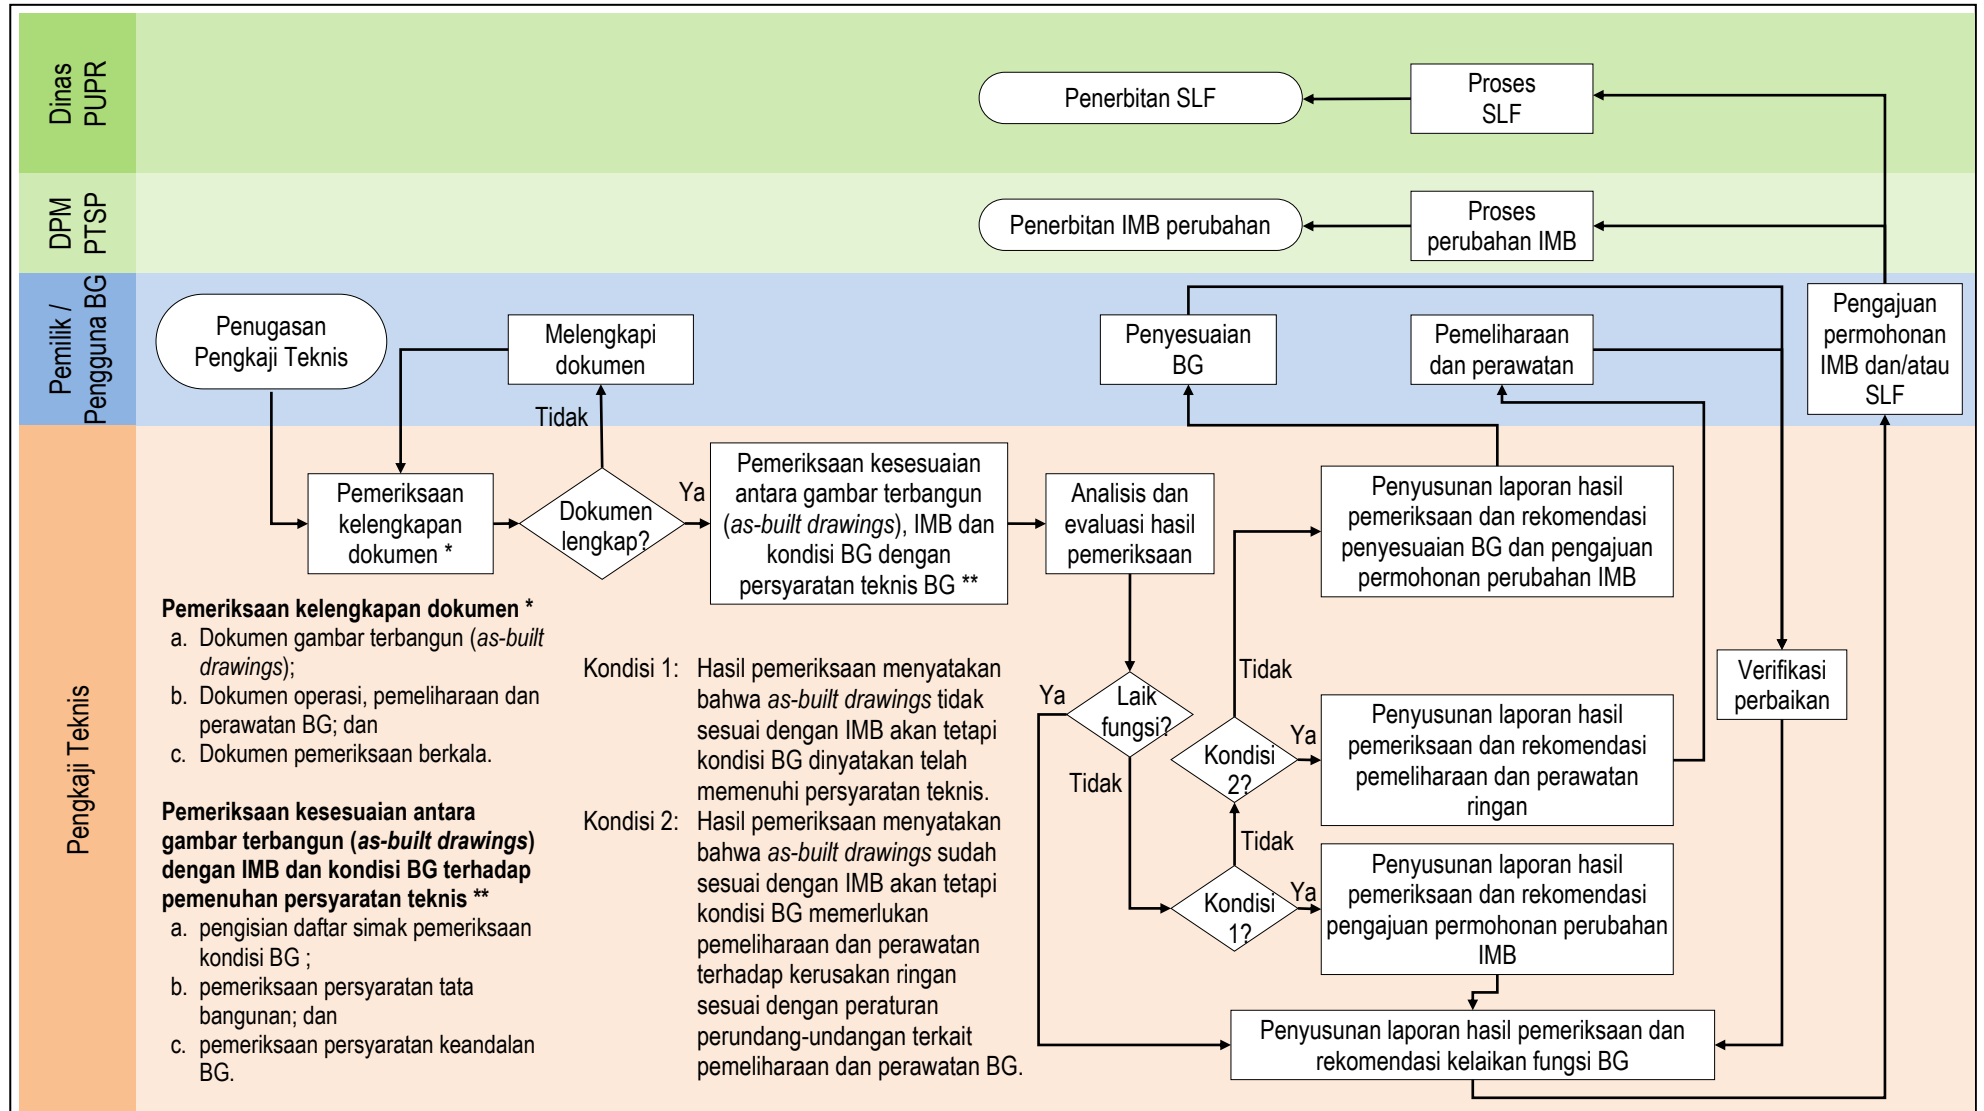 Dinas
PUPR
Penerbitan SLF
Proses
SLF
DPM
PTSP
Penerbitan IMB perubahan
Proses
perubahan IMB
Pemilik /
Pengguna BG
Penugasan
Pengkaji Teknis
Melengkapi
dokumen
Penyesuaian
BG
Pemeliharaan
dan perawatan
Pengajuan
permohonan
IMB dan/atau
SLF
Tidak
Pengkaji Teknis
Pemeriksaan
kelengkapan
dokumen *
Dokumen
lengkap?
Ya
Pemeriksaan kesesuaian
antara gambar terbangun
(as-built drawings), IMB dan
kondisi BG dengan
persyaratan teknis BG **
Analisis dan
evaluasi hasil
pemeriksaan
Penyusunan laporan hasil
pemeriksaan dan rekomendasi
penyesuaian BG dan pengajuan
permohonan perubahan IMB
Pemeriksaan kelengkapan dokumen *
a. Dokumen gambar terbangun (as-built
drawings);
b. Dokumen operasi, pemeliharaan dan
perawatan BG; dan
c. Dokumen pemeriksaan berkala.
Pemeriksaan kesesuaian antara
gambar terbangun (as-built drawings)
dengan IMB dan kondisi BG terhadap
pemenuhan persyaratan teknis **
a. pengisian daftar simak pemeriksaan
kondisi BG ;
b. pemeriksaan persyaratan tata
bangunan; dan
c. pemeriksaan persyaratan keandalan
BG.
Kondisi 1: Hasil pemeriksaan menyatakan
bahwa as-built drawings tidak
sesuai dengan IMB akan tetapi
kondisi BG dinyatakan telah
memenuhi persyaratan teknis.
Kondisi 2: Hasil pemeriksaan menyatakan
bahwa as-built drawings sudah
sesuai dengan IMB akan tetapi
kondisi BG memerlukan
pemeliharaan dan perawatan
terhadap kerusakan ringan
sesuai dengan peraturan
perundang-undangan terkait
pemeliharaan dan perawatan BG.
Ya
Laik
fungsi?
Tidak
Tidak
Kondisi
2?
Ya
Penyusunan laporan hasil
pemeriksaan dan rekomendasi
pemeliharaan dan perawatan
ringan
Verifikasi
perbaikan
Tidak
Kondisi
1?
Ya
Penyusunan laporan hasil
pemeriksaan dan rekomendasi
pengajuan permohonan perubahan
IMB
Penyusunan laporan hasil pemeriksaan dan
rekomendasi kelaikan fungsi BG